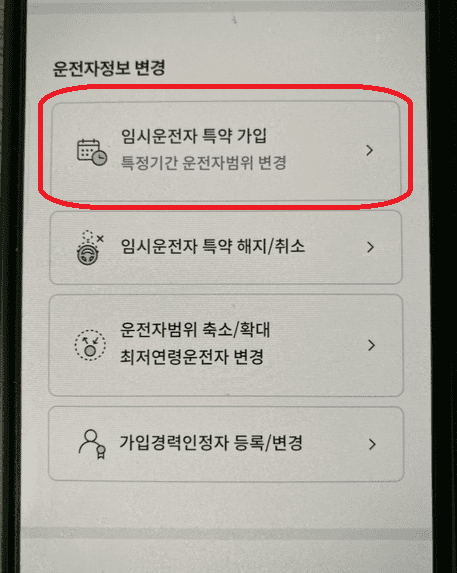 운전자정보 변경
임시운전자 특약 가입
특정기간 운전자범위 변경
임시운전자 특약 해지/취소
운전자범위 축소/확대
최저연령운전자 변경
가입경력인정자 등록/변경